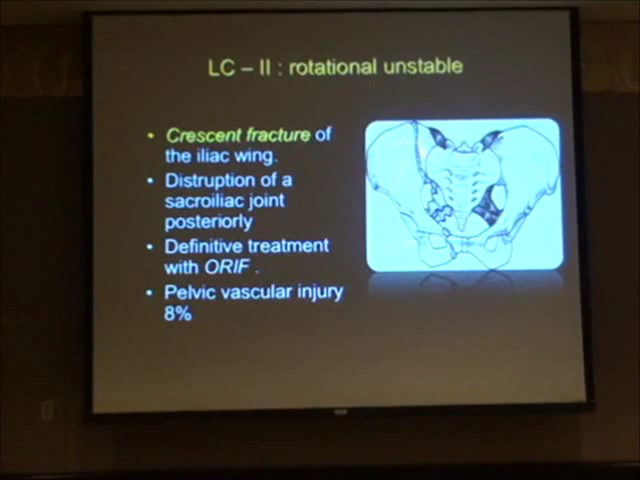 LC – II : rotational unstable
• Crescent fracture of
the iliac wing.
• Distruption of a
sacroiliac joint
posteriorly
• Definitive treatment
with ORIF .
• Pelvic vascular injury
8%